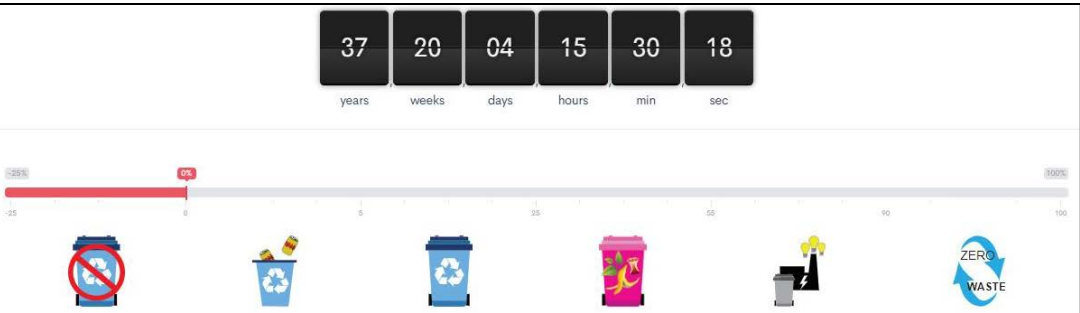 37 20 04 15 30 18
years weeks days hours min sec
-25% 0% 100%
-25 0 5 25 55 90 100
ZERO
WASTE